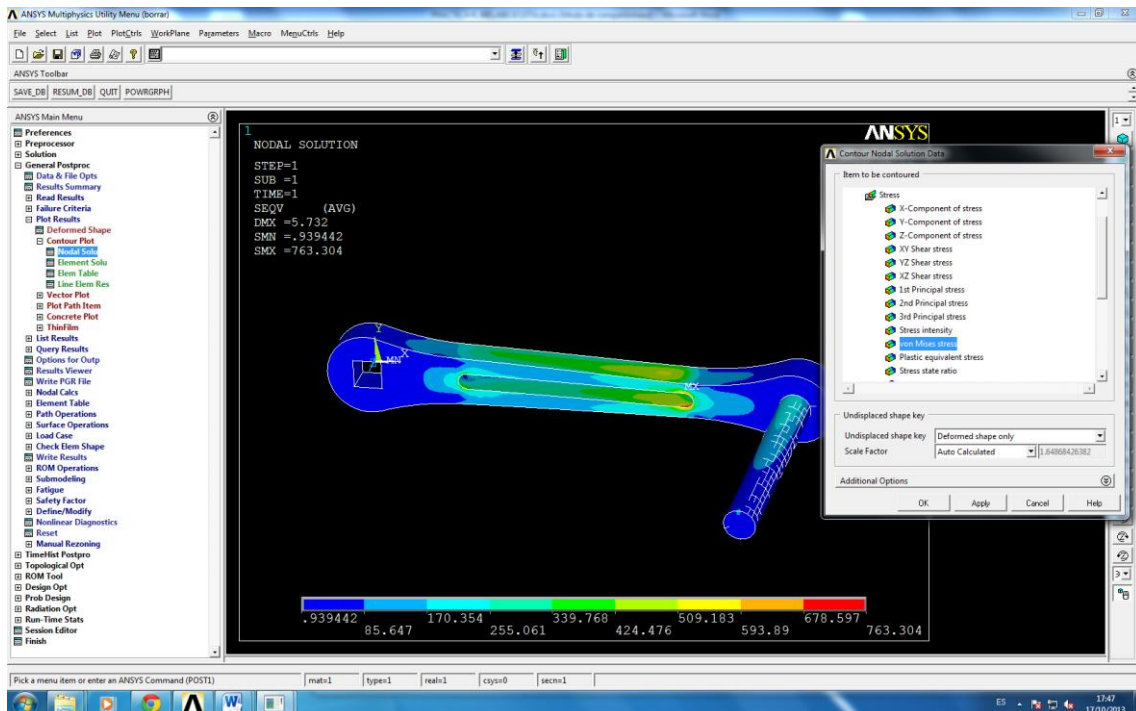 ANSYS Multiphysics Utility Menu (borrar)
File Select List Plot PlotCtrls WorkPlane Parameters Macro MenuCtrls Help
ANSYS Toolbar
SAVE_DB RESUM_DB QUIT POWRGRPH
ANSYS Main Menu
Preferences
Preprocessor
Solution
General Postproc
Data & File Opts
Results Summary
Read Results
Failure Criteria
Plot Results
Deformed Shape
Contour Plot
Nodal Solu
Element Solu
Elem Table
Line Elem Res
Vector Plot
Plot Path Item
Concrete Plot
ThinFilm
List Results
Query Results
Options for Outp
Results Viewer
Write PGR File
Nodal Calcs
Element Table
Path Operations
Surface Operations
Load Case
Check Elem Shape
Write Results
ROM Operations
Submodeling
Fatigue
Safety Factor
Define/Modify
Nonlinear Diagnostics
Reset
Manual Rezoning
TimeHist Postpro
Topological Opt
ROM Tool
Design Opt
Prob Design
Radiation Opt
Run-Time Stats
Session Editor
Finish
1
NODAL SOLUTION
STEP=1
SUB =1
TIME=1
SEQV (AVG)
DMX =5.732
SMN =.939442
SMX =763.304
ANSYS
Y
X
Z
MN
MX
.939442 170.354 339.768 509.183 678.597
85.647 255.061 424.476 593.89 763.304
Contour Nodal Solution Data
Item to be contoured
Stress
X-Component of stress
Y-Component of stress
Z-Component of stress
XY Shear stress
YZ Shear stress
XZ Shear stress
1st Principal stress
2nd Principal stress
3rd Principal stress
Stress intensity
von Mises stress
Plastic equivalent stress
Stress state ratio
Undisplaced shape key
Undisplaced shape key Deformed shape only
Scale Factor Auto Calculated 1.64868426382
Additional Options
OK Apply Cancel Help
1
3
Pick a menu item or enter an ANSYS Command (POST1) mat=1 type=1 real=1 csys=0 secn=1
ES 17:47
17/10/2013